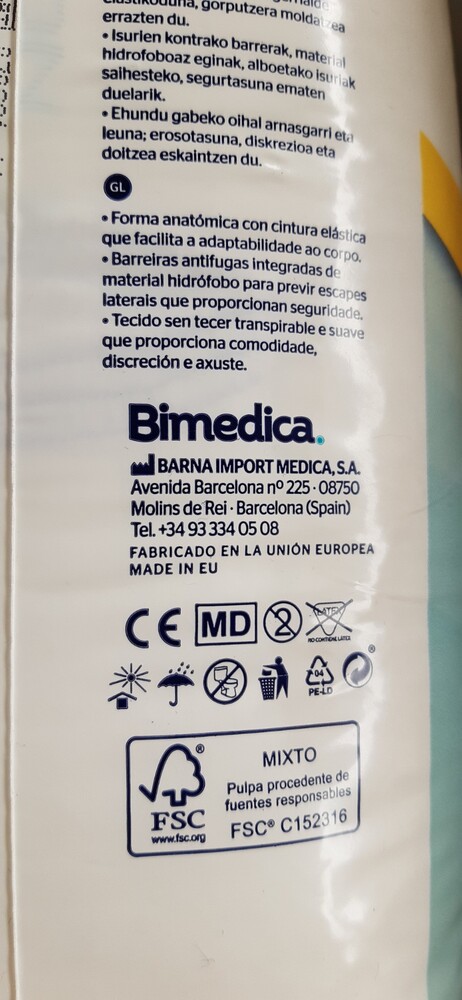 gorputzera moldatzea
errazten du.
• Isurien kontrako barrerak, material
hidrofoboaz eginak, alboetako isuriak
saihesteko, segurtasuna ematen
duelarik.
• Ehundu gabeko oihal arnasgarri eta
leuna; erosotasuna, diskrezioa eta
doitzea eskaintzen du.
GL
• Forma anatómica con cintura elástica
que facilita a adaptabilidade ao corpo.
• Barreiras antifugas integradas de
material hidrófobo para previr escapes
laterais que proporcionan seguridade.
• Tecido sen tecer transpirable e suave
que proporciona comodidade,
discreción e axuste.
Bimedica.
BARNA IMPORT MEDICA, S.A.
Avenida Barcelona nº 225 · 08750
Molins de Rei · Barcelona (Spain)
Tel. +34 93 334 05 08
FABRICADO EN LA UNIÓN EUROPEA
MADE IN EU
CE MD 2 LATEX
NO CONTIENE LATEX
04
PE-LD
®
® MIXTO
Pulpa procedente de
fuentes responsables
FSC
www.fsc.org
FSC® C152316